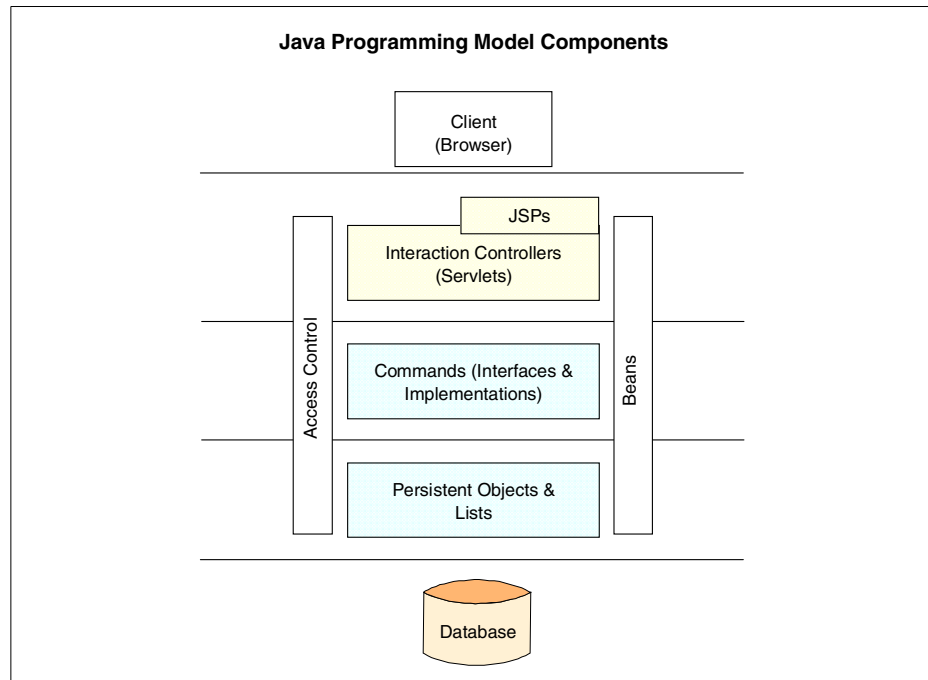 Java Programming Model Components
Client
(Browser)
JSPs
Interaction Controllers
(Servlets)
Access Control
Commands (Interfaces &
Implementations)
Beans
Persistent Objects &
Lists
Database